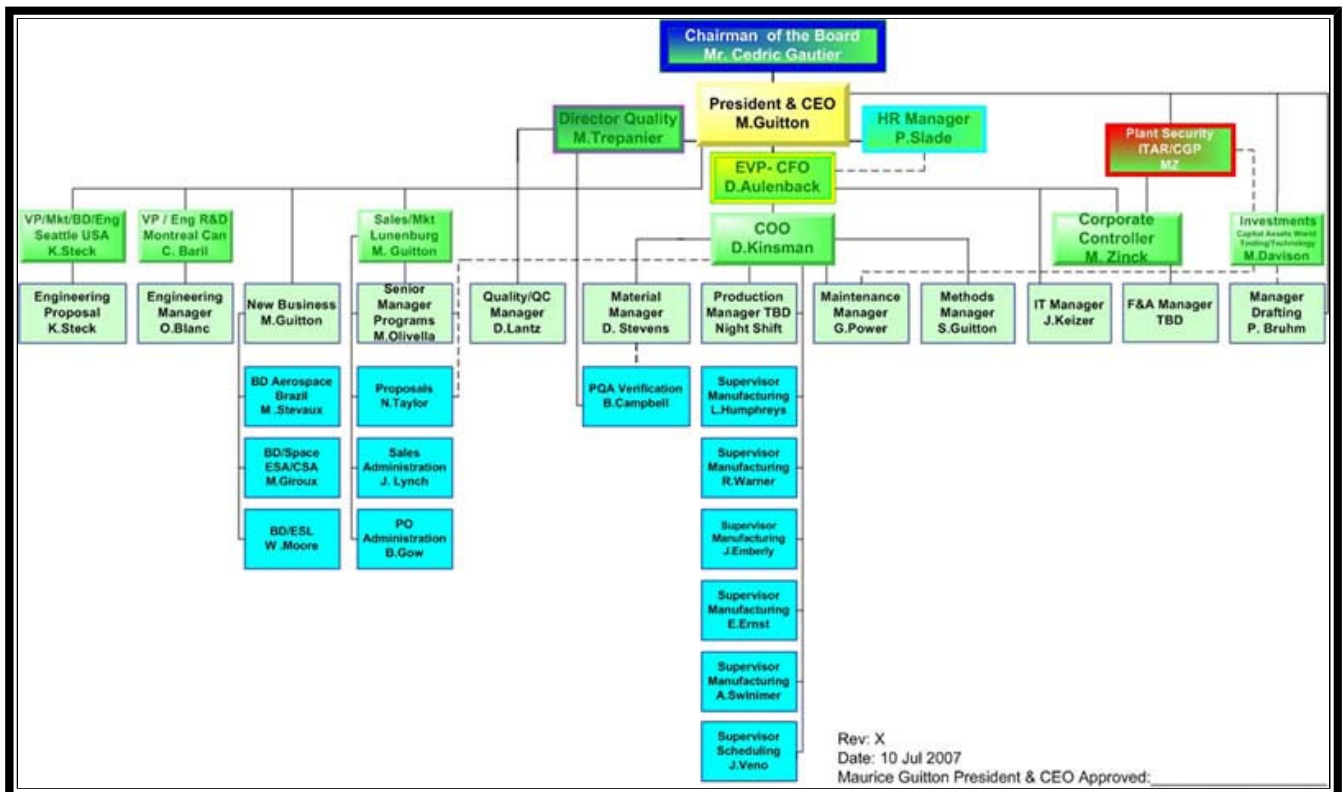 Chairman of the Board
Mr. Cedric Gautier
President & CEO
M.Guitton
Director Quality
M.Trepanier
HR Manager
P.Slade
Plant Security
ITAR/CGP
MZ
EVP- CFO
D.Aulenback
VP/Mkt/BD/Eng
Seattle USA
K.Steck
VP / Eng R&D
Montreal Can
C. Baril
Sales/Mkt
Lunenburg
M. Guitton
COO
D.Kinsman
Corporate
Controller
M. Zinck
Investments
Capital Assets World
Tooling/Technology
M.Davison
Engineering
Proposal
K.Steck
Engineering
Manager
O.Blanc
New Business
M.Guitton
Senior
Manager
Programs
M.Olivella
Quality/QC
Manager
D.Lantz
Material
Manager
D. Stevens
Production
Manager TBD
Night Shift
Maintenance
Manager
G.Power
Methods
Manager
S.Guitton
IT Manager
J.Keizer
F&A Manager
TBD
Manager
Drafting
P. Bruhm
BD Aerospace
Brazil
M .Stevaux
Proposals
N.Taylor
PQA Verification
B.Campbell
Supervisor
Manufacturing
L.Humphreys
BD/Space
ESA/CSA
M.Giroux
Sales
Administration
J. Lynch
Supervisor
Manufacturing
R.Warner
BD/ESL
W .Moore
PO
Administration
B.Gow
Supervisor
Manufacturing
J.Emberly
Supervisor
Manufacturing
E.Ernst
Supervisor
Manufacturing
A.Swinimer
Supervisor
Scheduling
J.Veno
Rev: X
Date: 10 Jul 2007
Maurice Guitton President & CEO Approved: